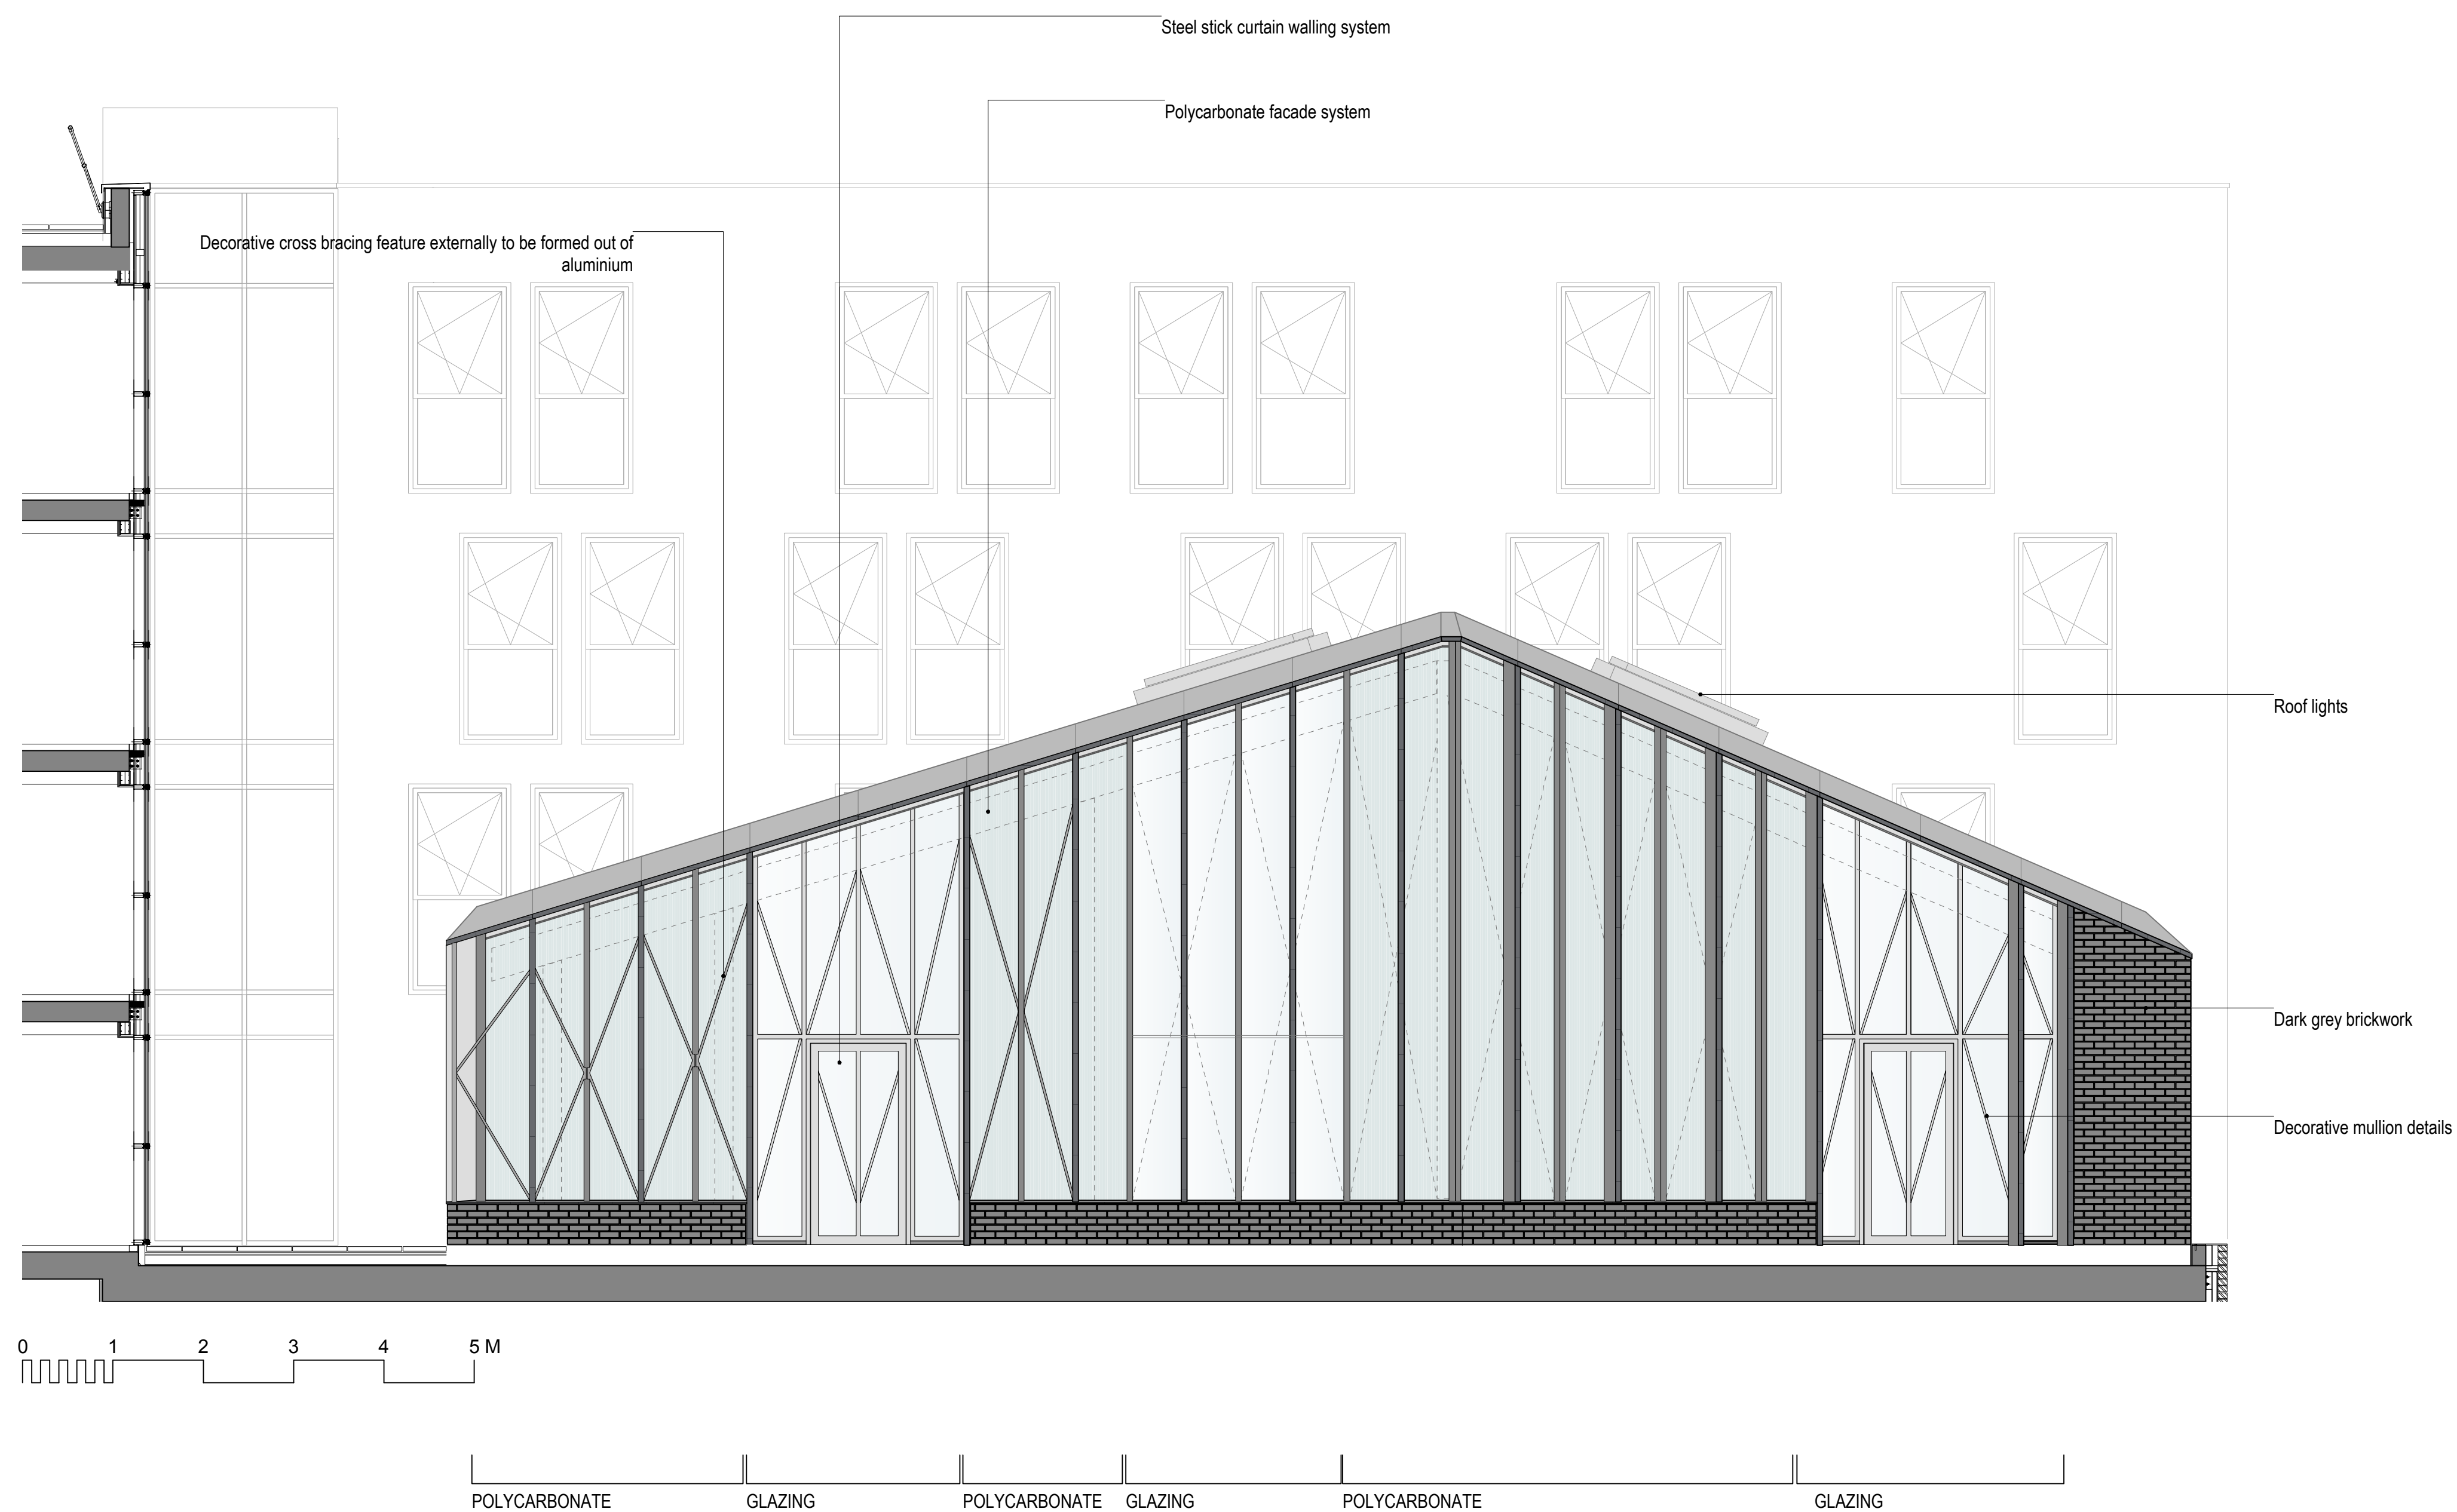 Steel stick curtain walling system
Polycarbonate facade system
Decorative cross bracing feature externally to be formed out of
aluminium
Roof lights
Dark grey brickwork
Decorative mullion details
0 1 2 3 4 5 M
POLYCARBONATE GLAZING POLYCARBONATE GLAZING POLYCARBONATE GLAZING